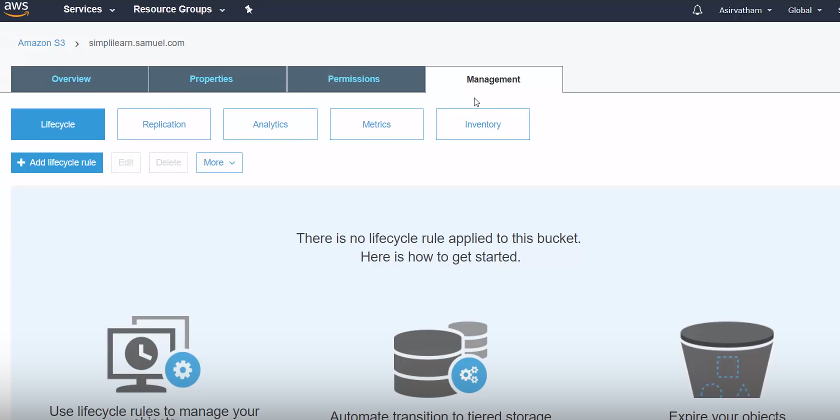 aws Services Resource Groups Asirvatham Global
Amazon S3 > simplilearn.samuel.com
Overview Properties Permissions Management
Lifecycle Replication Analytics Metrics Inventory
+ Add lifecycle rule Edit Delete More
There is no lifecycle rule applied to this bucket.
Here is how to get started.
Use lifecycle rules to manage your Automate transition to tiered storage Expire your objects
objects